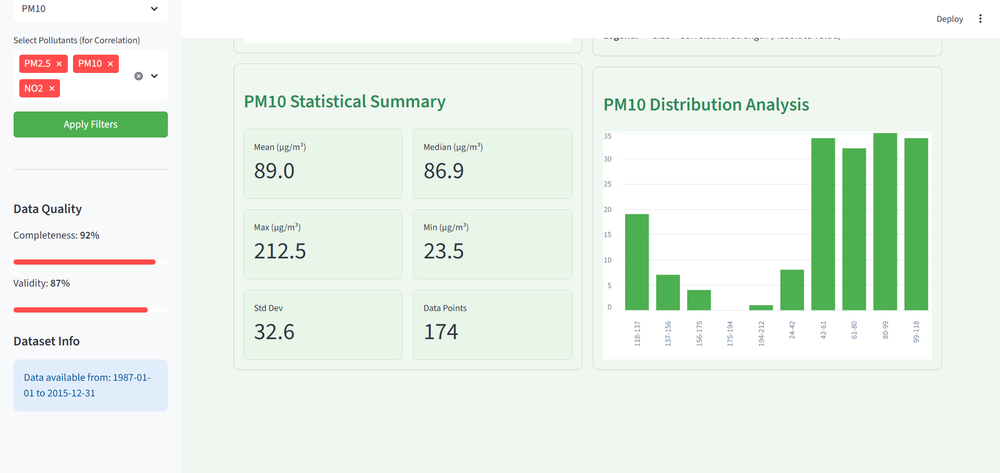 PM10
Select Pollutants (for Correlation)
PM2.5 ×
PM10 ×
NO2 ×
Apply Filters
Data Quality
Completeness: 92%
Validity: 87%
Dataset Info
Data available from: 1987-01-
01 to 2015-12-31
Deploy
PM10 Statistical Summary
Mean (µg/m³)
89.0
Median (µg/m³)
86.9
Max (µg/m³)
212.5
Min (µg/m³)
23.5
Std Dev
32.6
Data Points
174
PM10 Distribution Analysis
35
30
25
20
15
10
5
0
118-137
137-156
156-175
175-194
194-212
24-42
42-61
61-80
80-99
99-118